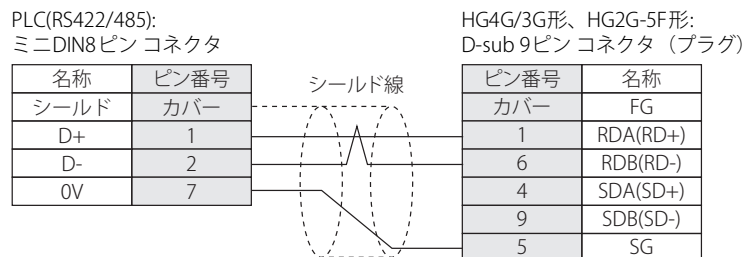 PLC(RS422/485):
ミニDIN8ピン コネクタ
HG4G/3G形、HG2G-5F形:
D-sub 9ピン コネクタ（プラグ）
名称 ピン番号
シールド カバー
D+ 1
D- 2
0V 7
シールド線
ピン番号 名称
カバー FG
1 RDA(RD+)
6 RDB(RD-)
4 SDA(SD+)
9 SDB(SD-)
5 SG